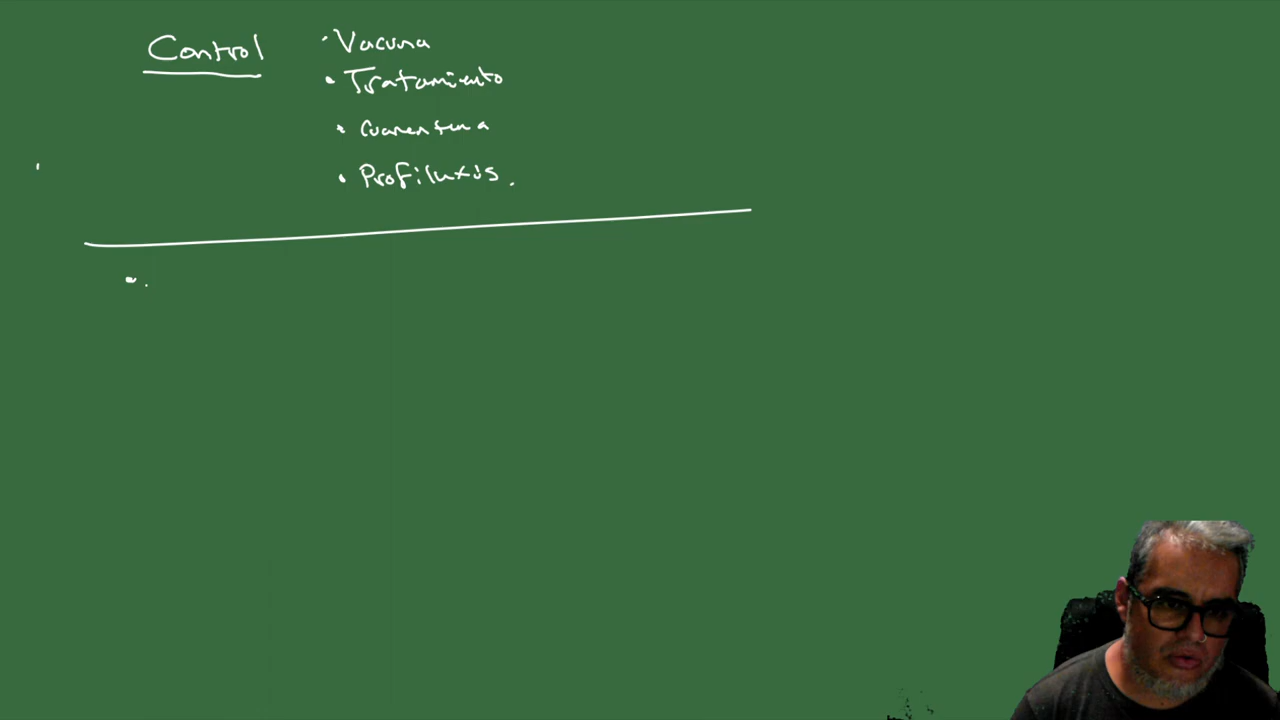 Control
· Vacuna
· Tratamiento
· Cuarentena
· Profilaxis.